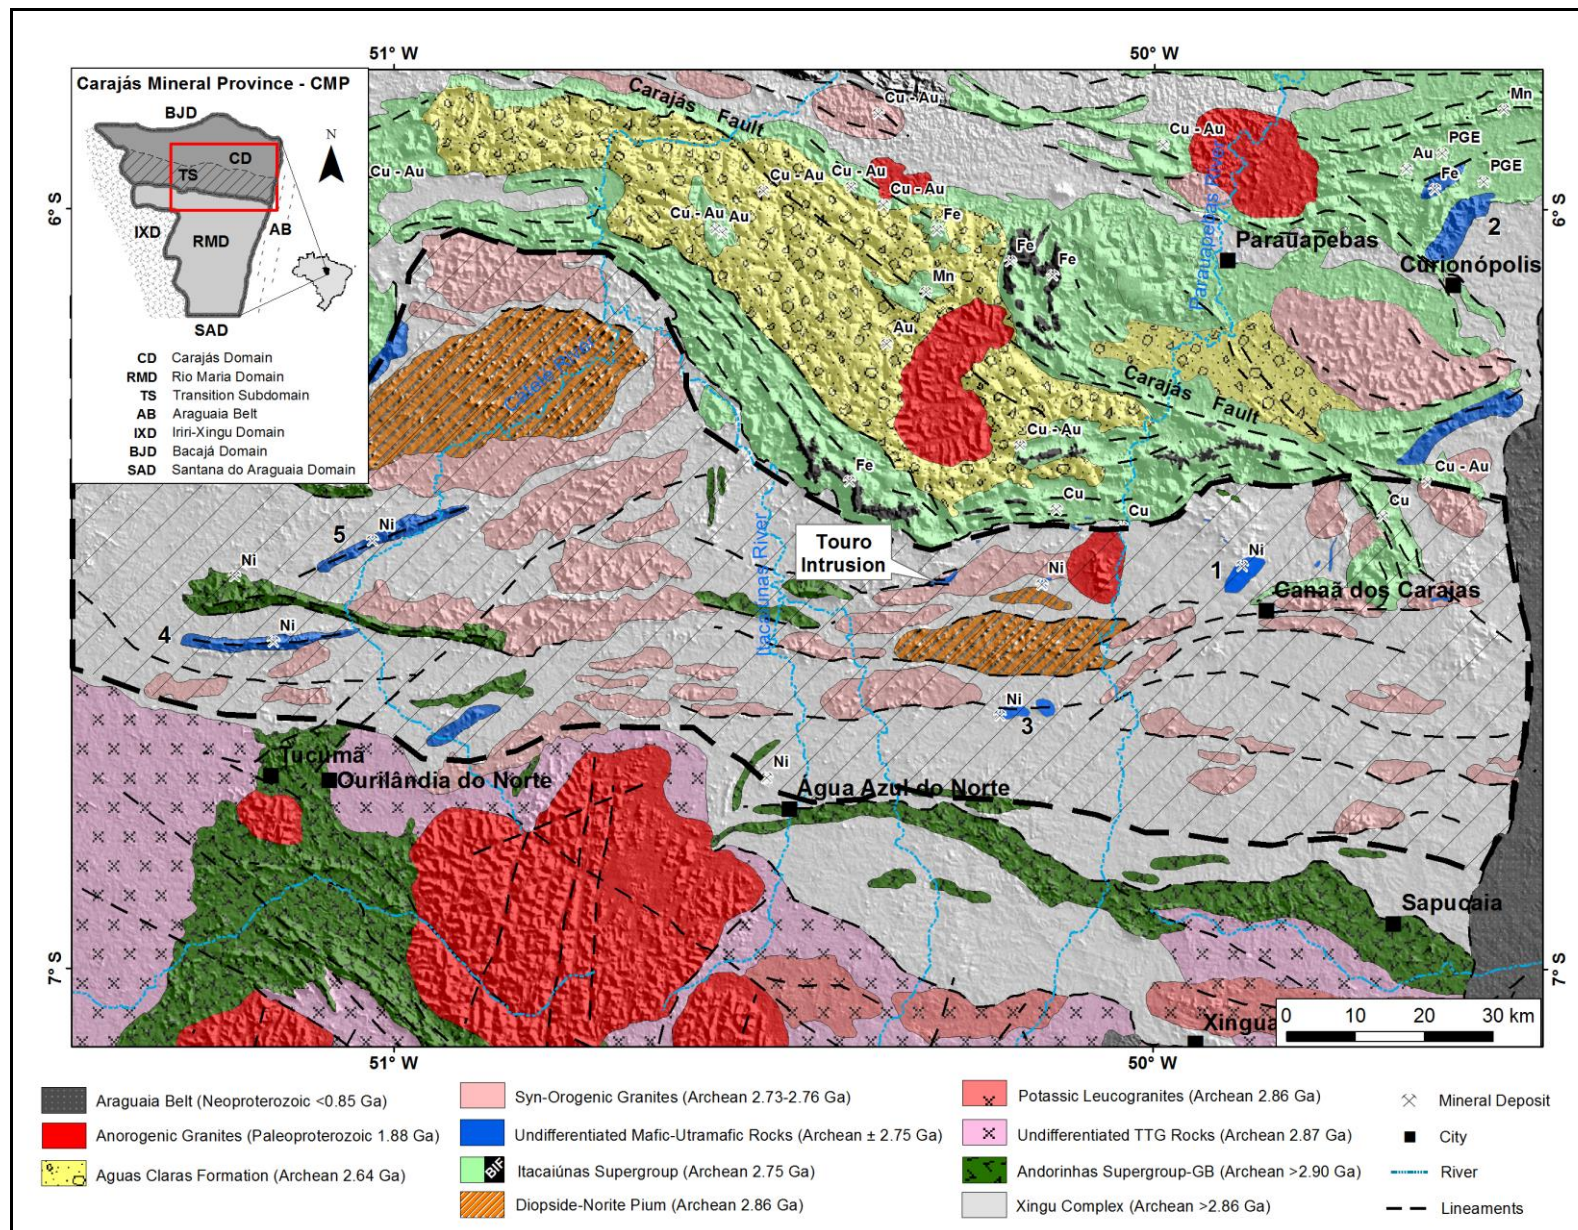 51° W
50° W
Carajás Mineral Province - CMP
BJD
N
CD
TS
IXD
RMD
AB
SAD
CD Carajás Domain
RMD Rio Maria Domain
TS Transition Subdomain
AB Araguaia Belt
IXD Iriri-Xingu Domain
BJD Bacajá Domain
SAD Santana do Araguaia Domain
6° S
6° S
Carajás Fault
Cu - Au
Cu - Au
Mn
PGE
Au
PGE
Fe
Cu - Au
Cu - Au
Cu - Au
Cu - Au
Cu - Au
Au
Fe
2
Parauapebas River
Parauapebas
Curionópolis
Fe
Fe
Mn
Au
Cateté River
Carajás Fault
Cu - Au
Cu - Au
Fe
Cu
Cu
Cu
5
Ni
Ni
Itacaiúnas River
Touro
Intrusion
Ni
1
Ni
Canaã dos Carajas
4
Ni
3
Ni
Tucumã
Ourilândia do Norte
Ni
Água Azul do Norte
Sapucaia
7° S
7° S
Xingua
0 10 20 30 km
51° W
50° W
Araguaia Belt (Neoproterozoic <0.85 Ga)
Anorogenic Granites (Paleoproterozoic 1.88 Ga)
Aguas Claras Formation (Archean 2.64 Ga)
Syn-Orogenic Granites (Archean 2.73-2.76 Ga)
Undifferentiated Mafic-Utramafic Rocks (Archean ± 2.75 Ga)
BIF
Itacaiúnas Supergroup (Archean 2.75 Ga)
Diopside-Norite Pium (Archean 2.86 Ga)
Potassic Leucogranites (Archean 2.86 Ga)
Undifferentiated TTG Rocks (Archean 2.87 Ga)
Andorinhas Supergroup-GB (Archean >2.90 Ga)
Xingu Complex (Archean >2.86 Ga)
Mineral Deposit
City
River
Lineaments